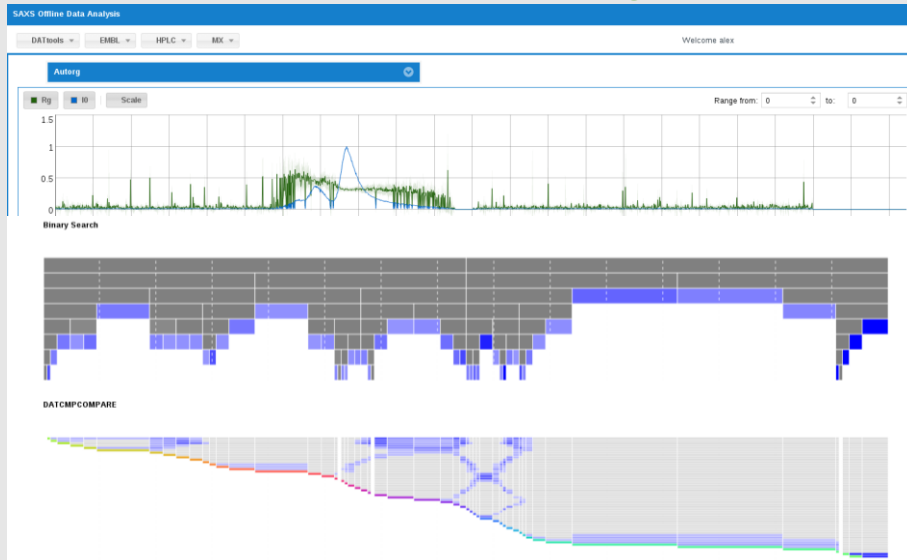 SAXS Offline Data Analysis
DATtools EMBL HPLC MX Welcome alex
Autorg
Rg I0 Scale Range from: 0 to: 0
1.5
1
0.5
0
Binary Search
DATCMPCOMPARE